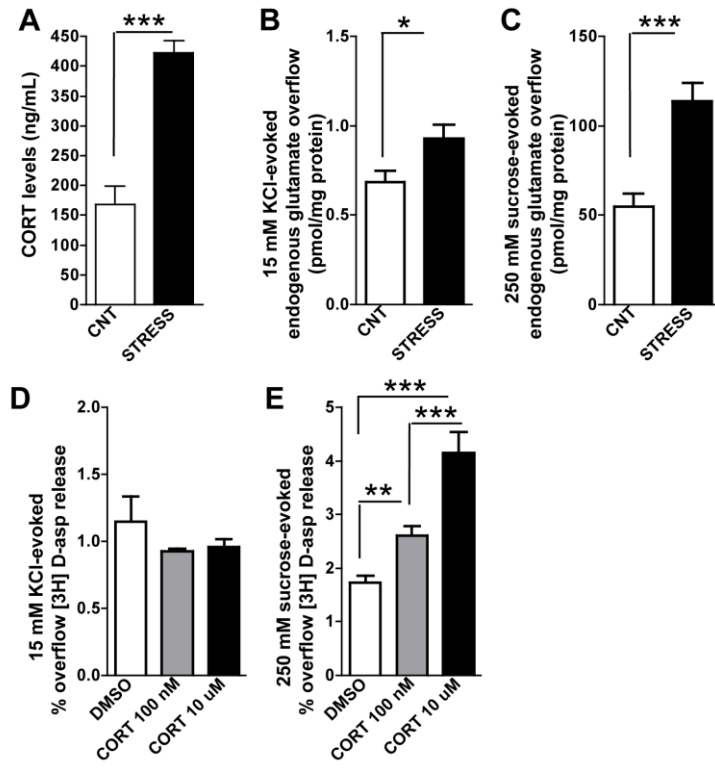 A
***
CORT levels (ng/mL)
450
400
350
300
250
200
150
100
50
0
CNT
STRESS
B
*
15 mM KCl-evoked
endogenous glutamate overflow
(pmol/mg protein)
1.5
1.0
0.5
0.0
CNT
STRESS
C
***
250 mM sucrose-evoked
endogenous glutamate overflow
(pmol/mg protein)
150
100
50
0
CNT
STRESS
D
15 mM KCl-evoked
% overflow [3H] D-asp release
2.0
1.5
1.0
0.5
0.0
DMSO
CORT 100 nM
CORT 10 uM
E
***
***
**
250 mM sucrose-evoked
% overflow [3H] D-asp release
5
4
3
2
1
0
DMSO
CORT 100 nM
CORT 10 uM